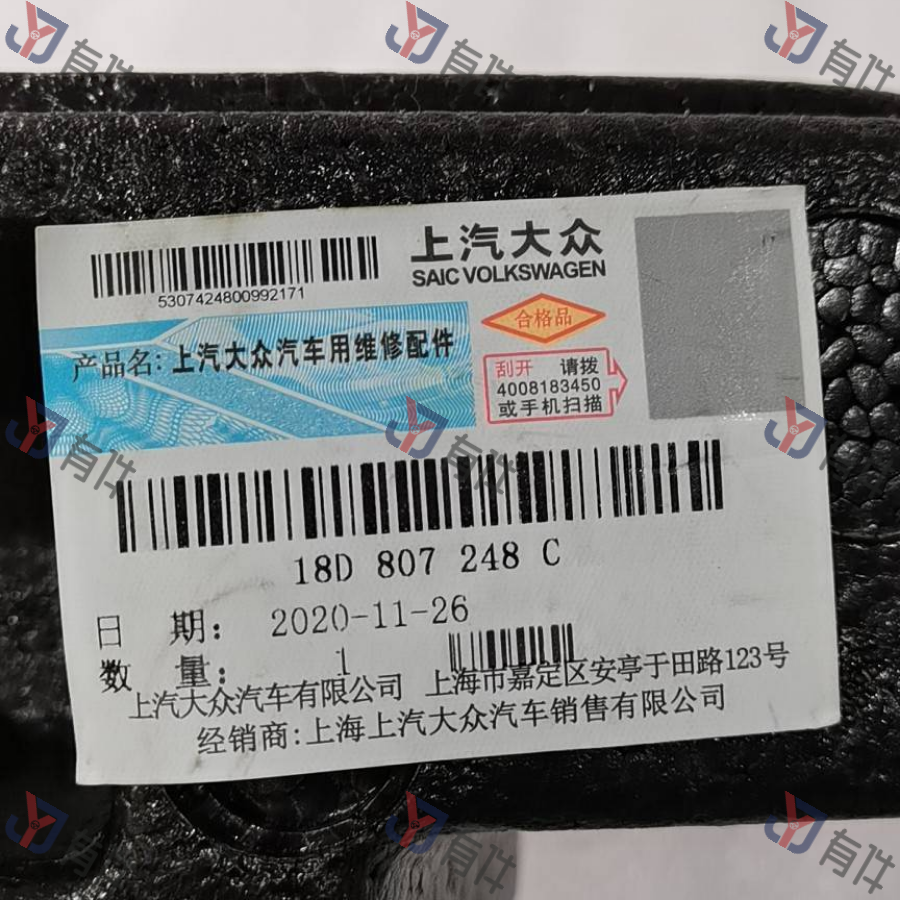 有件
有件
有件
上汽大众
SAIC VOLKSWAGEN
5307424800992171
合格品
产品名: 上汽大众汽车用维修配件
刮开 请拨
4008183450
或手机扫描
有件
有件
有件
18D 807 248 C
日 期: 2020-11-26
数 量: 1
上汽大众汽车有限公司 上海市嘉定区安亭于田路123号
经销商:上海上汽大众汽车销售有限公司
有件
有件
有件